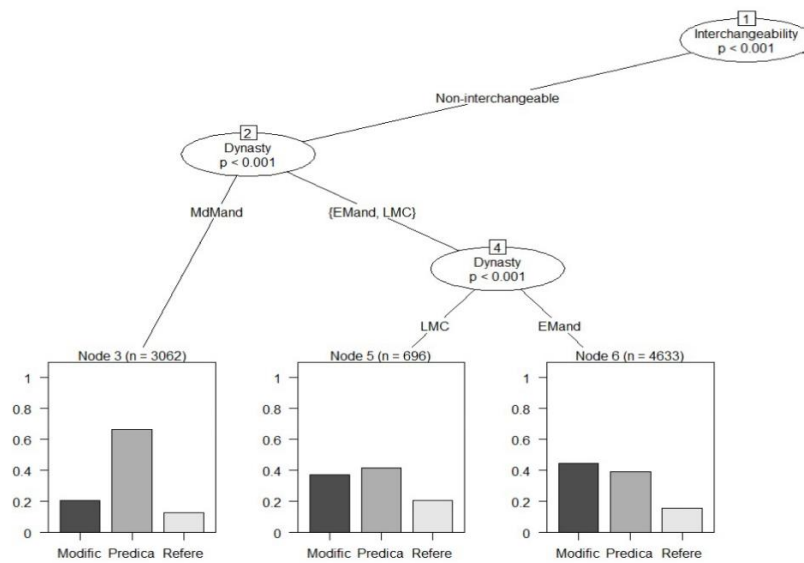 1
Interchangeability
p < 0.001
Non-interchangeable
2
Dynasty
p < 0.001
MdMand
{EMand, LMC}
4
Dynasty
p < 0.001
LMC
EMand
Node 3 (n = 3062)
1
0.8
0.6
0.4
0.2
0
Modific Predica Refere
Node 5 (n = 696)
1
0.8
0.6
0.4
0.2
0
Modific Predica Refere
Node 6 (n = 4633)
1
0.8
0.6
0.4
0.2
0
Modific Predica Refere